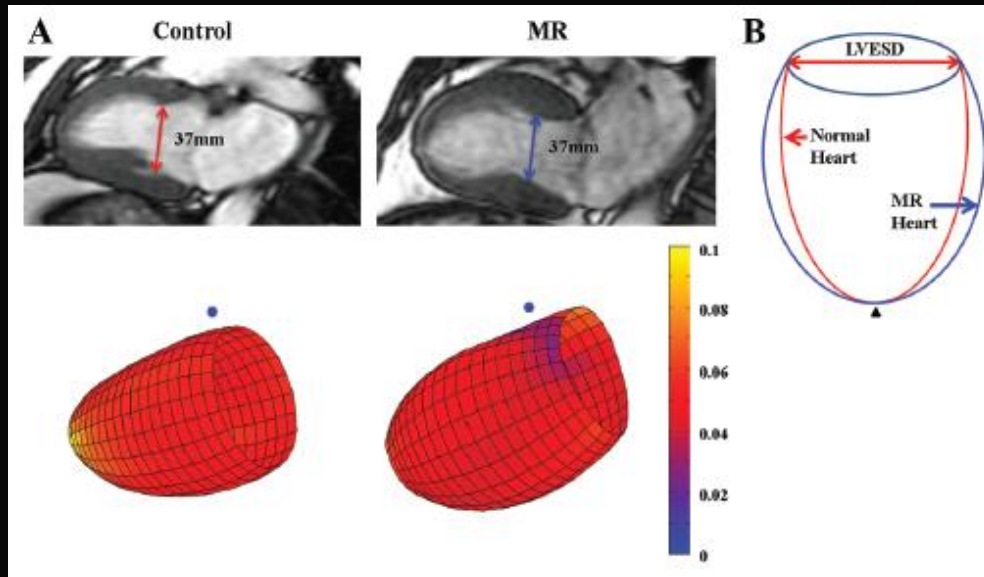 A
Control
MR
B
37mm
37mm
LVESD
Normal
Heart
MR
Heart
0.1
0.08
0.06
0.04
0.02
0